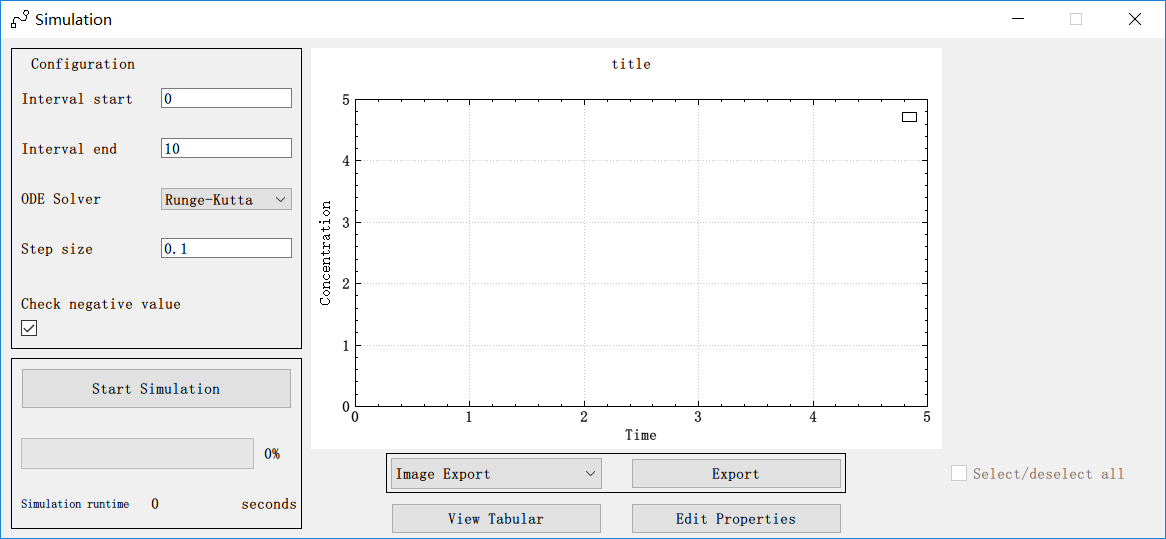 Simulation
Configuration
Interval start 0
Interval end 10
ODE Solver Runge-Kutta
Step size 0.1
Check negative value
Start Simulation
0%
Simulation runtime 0 seconds
title
5
4
3
2
1
0
Concentration
0 1 2 3 4 5
Time
Image Export Export
View Tabular Edit Properties
Select/deselect all